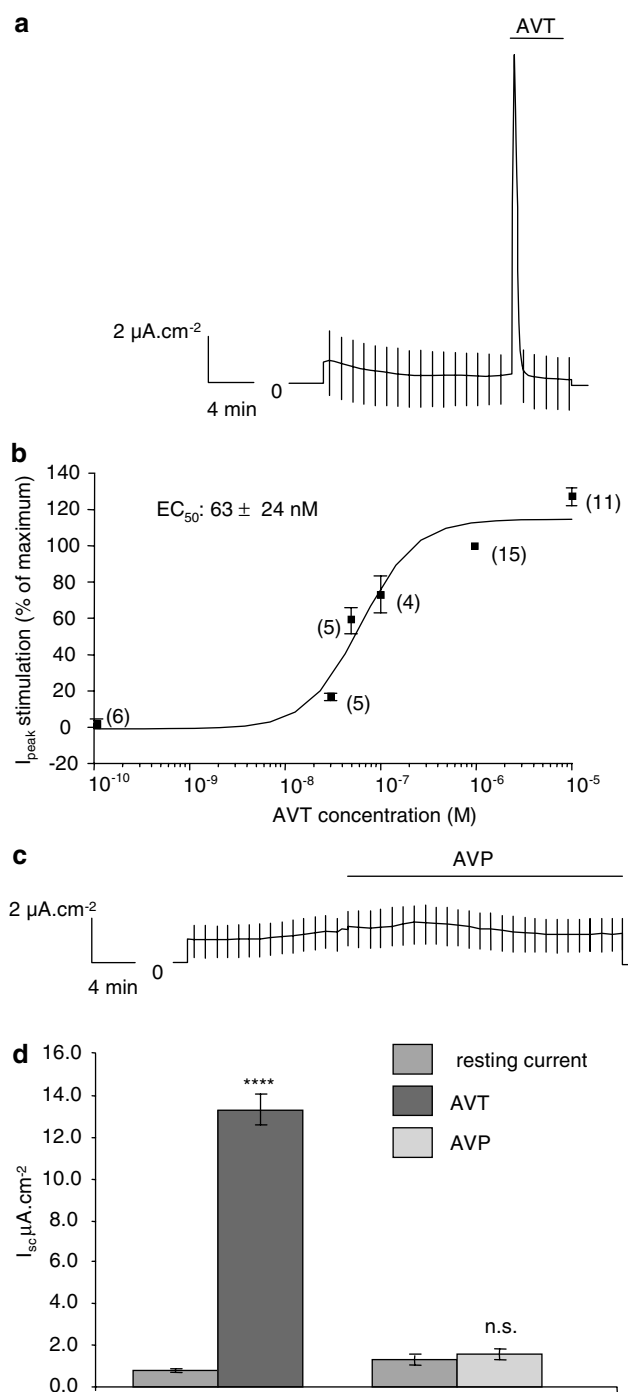 a
AVT
2 µA.cm-2
0
4 min
b
140
120
100
80
60
40
20
0
-20
I peak stimulation (% of maximum)
EC50: 63 ± 24 nM
(6)
(5)
(5)
(4)
(15)
(11)
10-10 10-9 10-8 10-7 10-6 10-5
AVT concentration (M)
c
AVP
2 µA.cm-2
0
4 min
d
16.0
14.0
12.0
10.0
8.0
6.0
4.0
2.0
0.0
Isc µA.cm-2
****
n.s.
resting current
AVT
AVP